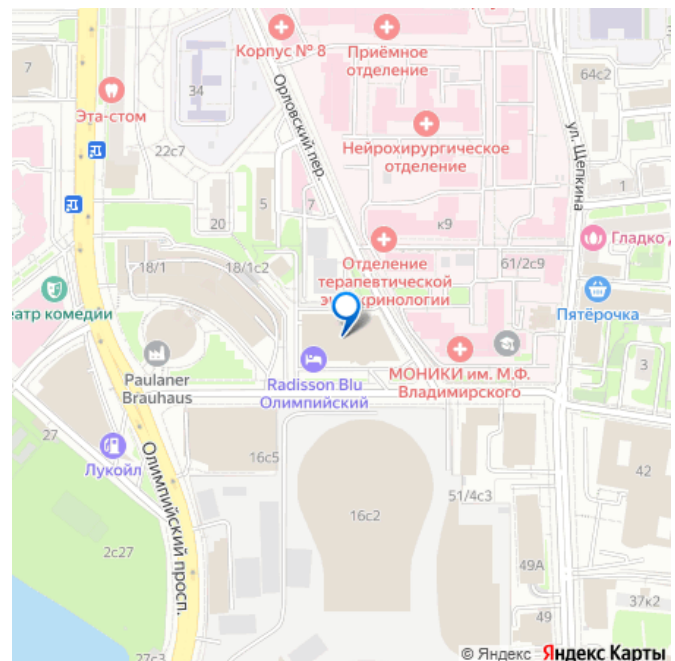 Корпус № 8
Приёмное
отделение
7
64с2
Эта-стом
34
Орловский пер.
Нейрохирургическое
отделение
ул. Щепкина
22с7
1
5
7
20
к9
Гладко
18/1
18/1с2
Отделение
терапевтической
эндокринологии
61/2с9
Пятёрочка
еатр комедии
Paulaner
Brauhaus
Radisson Blu
Олимпийский
МОНИКИ им. М.Ф.
Владимирского
3
27
Лукойл
Олимпийский просп.
16с5
16с2
51/4с3
42
2с27
49А
37к2
49
27с3
© Яндекс Яндекс Карты